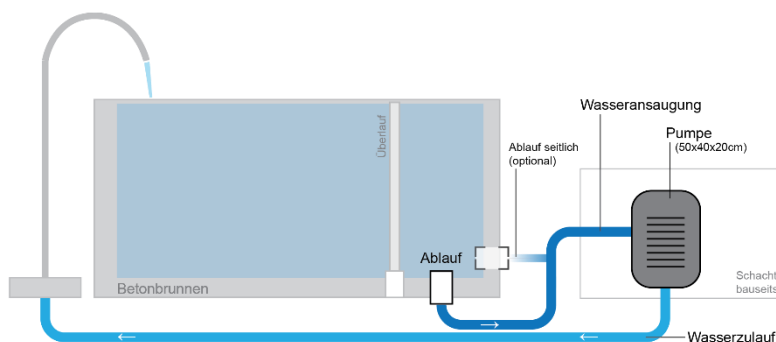 Wasseransaugung
Pumpe
(50x40x20cm)
Überlauf
Ablauf seitlich
(optional)
Ablauf
Schacht
bauseits
Betonbrunnen
Wasserzulauf